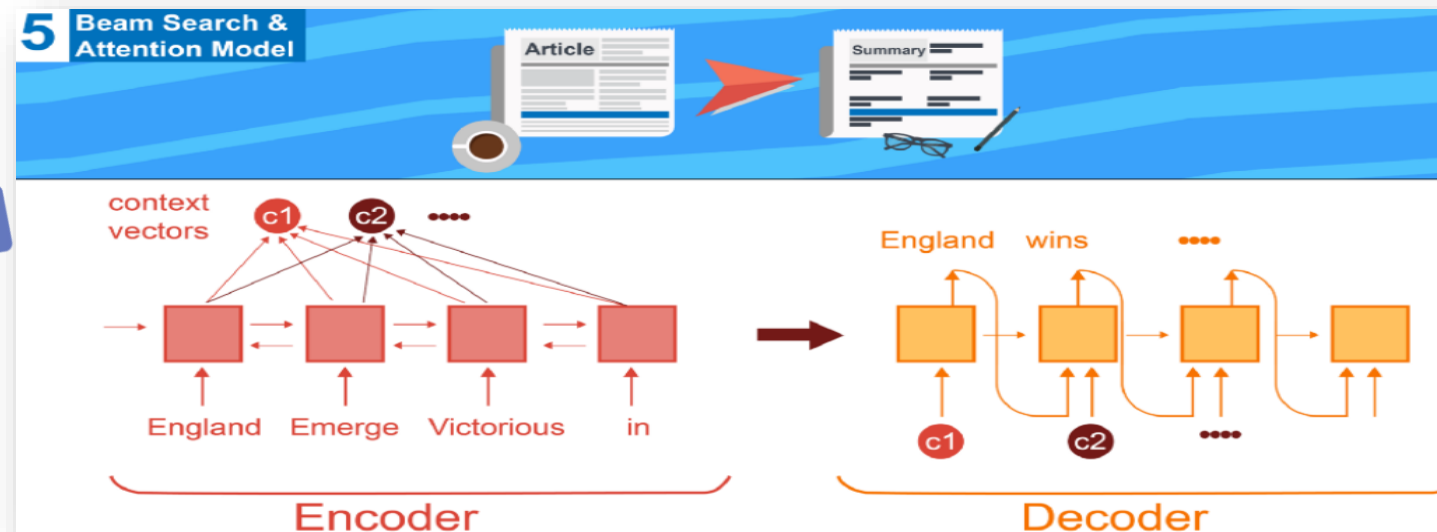 5 Beam Search &
Attention Model
Article
Summary
context
vectors
c1 c2 ••••
England Emerge Victorious in
Encoder
England wins ••••
c1 c2 ••••
Decoder